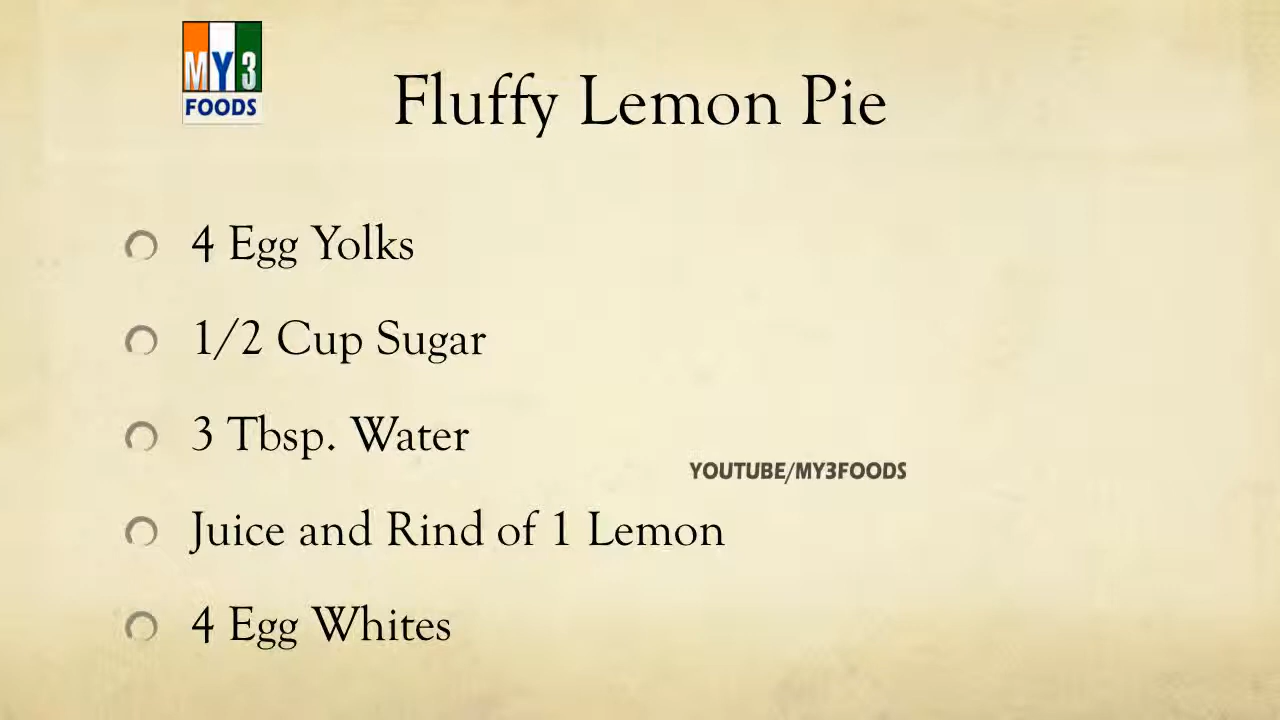 MY3
FOODS
Fluffy Lemon Pie
4 Egg Yolks
1/2 Cup Sugar
3 Tbsp. Water
YOUTUBE/MY3FOODS
Juice and Rind of 1 Lemon
4 Egg Whites